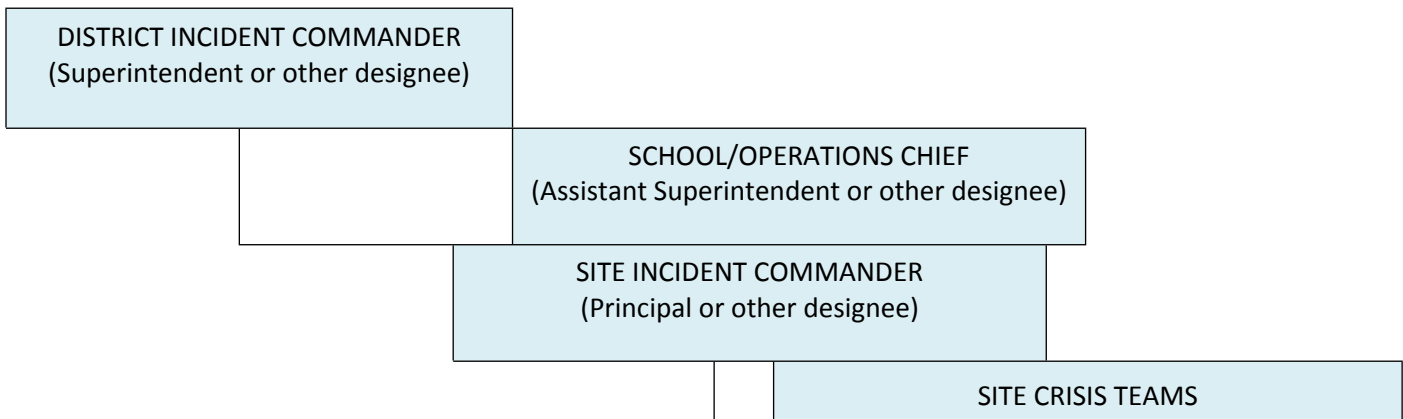 DISTRICT INCIDENT COMMANDER
(Superintendent or other designee)
SCHOOL/OPERATIONS CHIEF
(Assistant Superintendent or other designee)
SITE INCIDENT COMMANDER
(Principal or other designee)
SITE CRISIS TEAMS